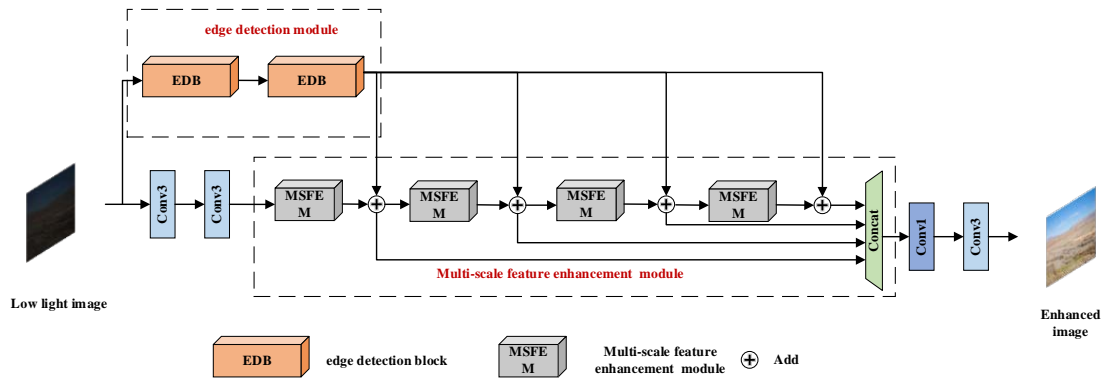 edge detection module
EDB
EDB
Conv3
Conv3
MSFE
M
MSFE
M
MSFE
M
MSFE
M
Concat
Conv1
Conv3
Multi-scale feature enhancement module
Low light image
Enhanced
image
EDB
edge detection block
MSFE
M
Multi-scale feature
enhancement module
Add